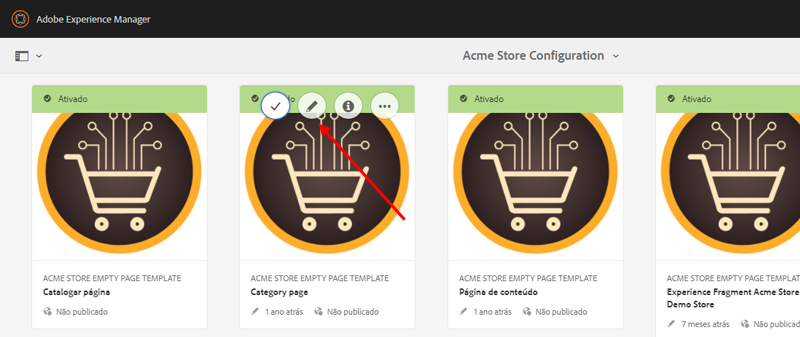 Adobe Experience Manager
Acme Store Configuration
Ativado
do
Ativado
Ativado
ACME STORE EMPTY PAGE TEMPLATE
Catalogar página
Não publicado
ACME STORE EMPTY PAGE TEMPLATE
Category page
1 ano atrás Não publicado
ACME STORE EMPTY PAGE TEMPLATE
Página de conteúdo
1 ano atrás Não publicado
ACME STORE EMPTY PAGE TEMPLATE
Experience Fragment Acme Store
Demo Store
7 meses atrás Não publicado